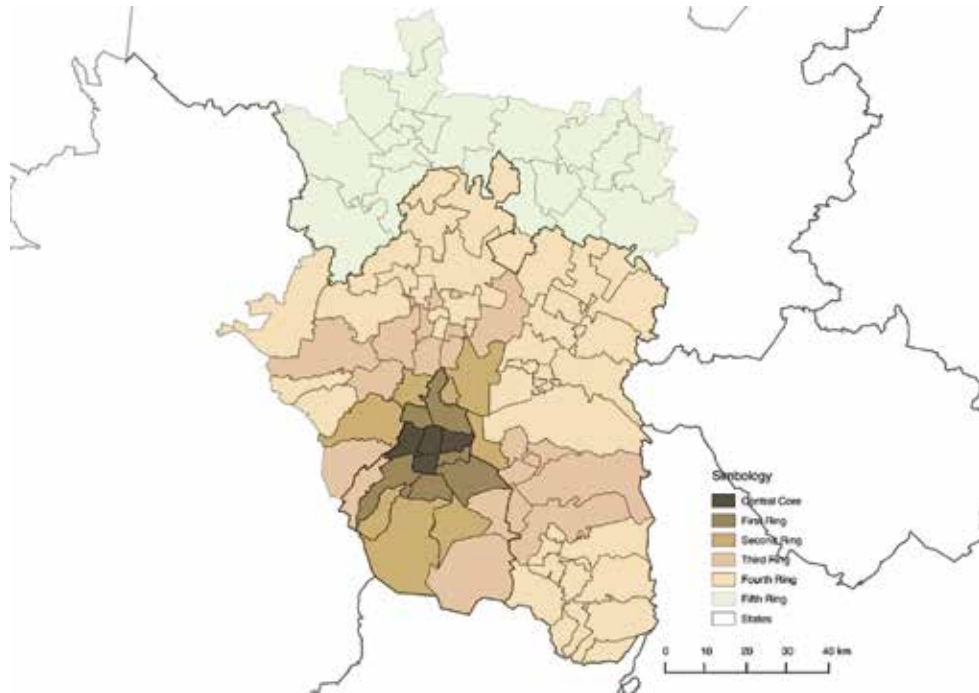 Simbology
Central Core
First Ring
Second Ring
Third Ring
Fourth Ring
Fifth Ring
States
0 10 20 30 40 km